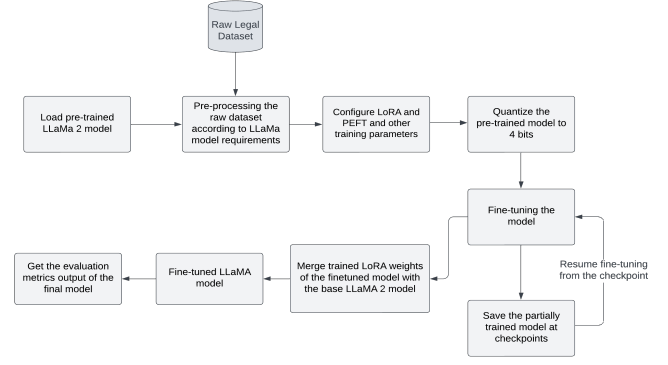 Raw Legal
Dataset
Load pre-trained
LLaMa 2 model
Pre-processing the
raw dataset
according to LLaMa
model requirements
Configure LoRA and
PEFT and other
training parameters
Quantize the
pre-trained model to
4 bits
Fine-tuning the
model
Resume fine-tuning
from the checkpoint
Save the partially
trained model at
checkpoints
Merge trained LoRA weights
of the finetuned model with
the base LLaMA 2 model
Fine-tuned LLaMA
model
Get the evaluation
metrics output of the
final model